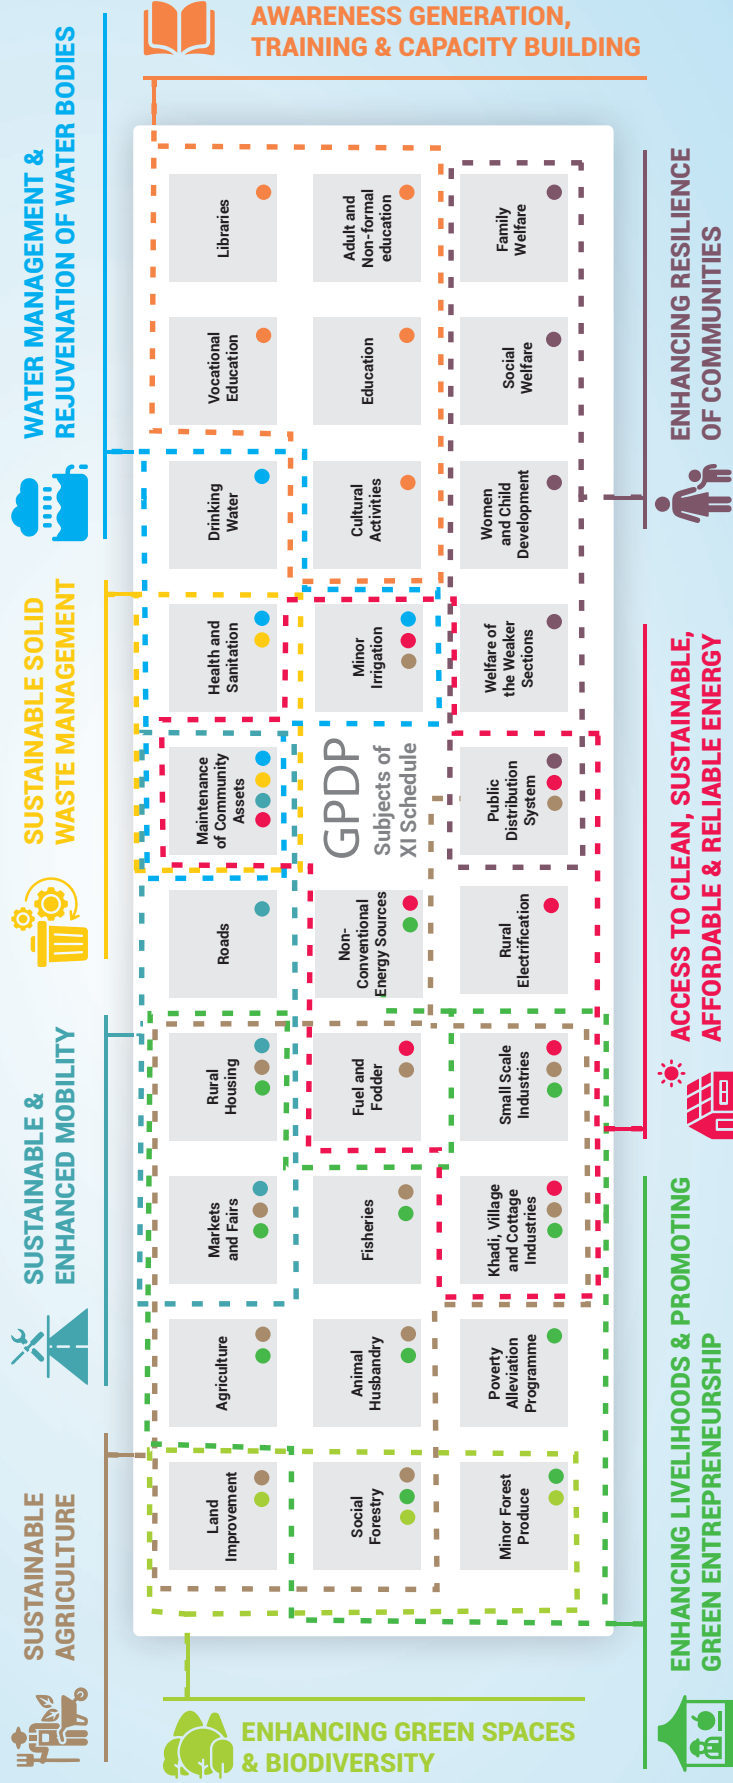 AWARENESS GENERATION,
TRAINING & CAPACITY BUILDING
SUSTAINABLE
AGRICULTURE
SUSTAINABLE &
ENHANCED MOBILITY
SUSTAINABLE SOLID
WASTE MANAGEMENT
WATER MANAGEMENT &
REJUVENATION OF WATER BODIES
Land
Improvement
Agriculture
Markets
and Fairs
Rural
Housing
Roads
Maintenance
of Community
Assets
Health and
Sanitation
Drinking
Water
Vocational
Education
Libraries
Social
Forestry
Animal
Husbandry
Fisheries
Fuel and
Fodder
Non-
Conventional
Energy Sources
GPDP
Subjects of
XI Schedule
Minor
Irrigation
Cultural
Activities
Education
Adult and
Non-formal
education
Minor Forest
Produce
Poverty
Alleviation
Programme
Khadi, Village
and Cottage
Industries
Small Scale
Industries
Rural
Electrification
Public
Distribution
System
Welfare of
the Weaker
Sections
Women
and Child
Development
Social
Welfare
Family
Welfare
ENHANCING LIVELIHOODS & PROMOTING
GREEN ENTREPRENEURSHIP
ACCESS TO CLEAN, SUSTAINABLE,
AFFORDABLE & RELIABLE ENERGY
ENHANCING RESILIENCE
OF COMMUNITIES
ENHANCING GREEN SPACES
& BIODIVERSITY